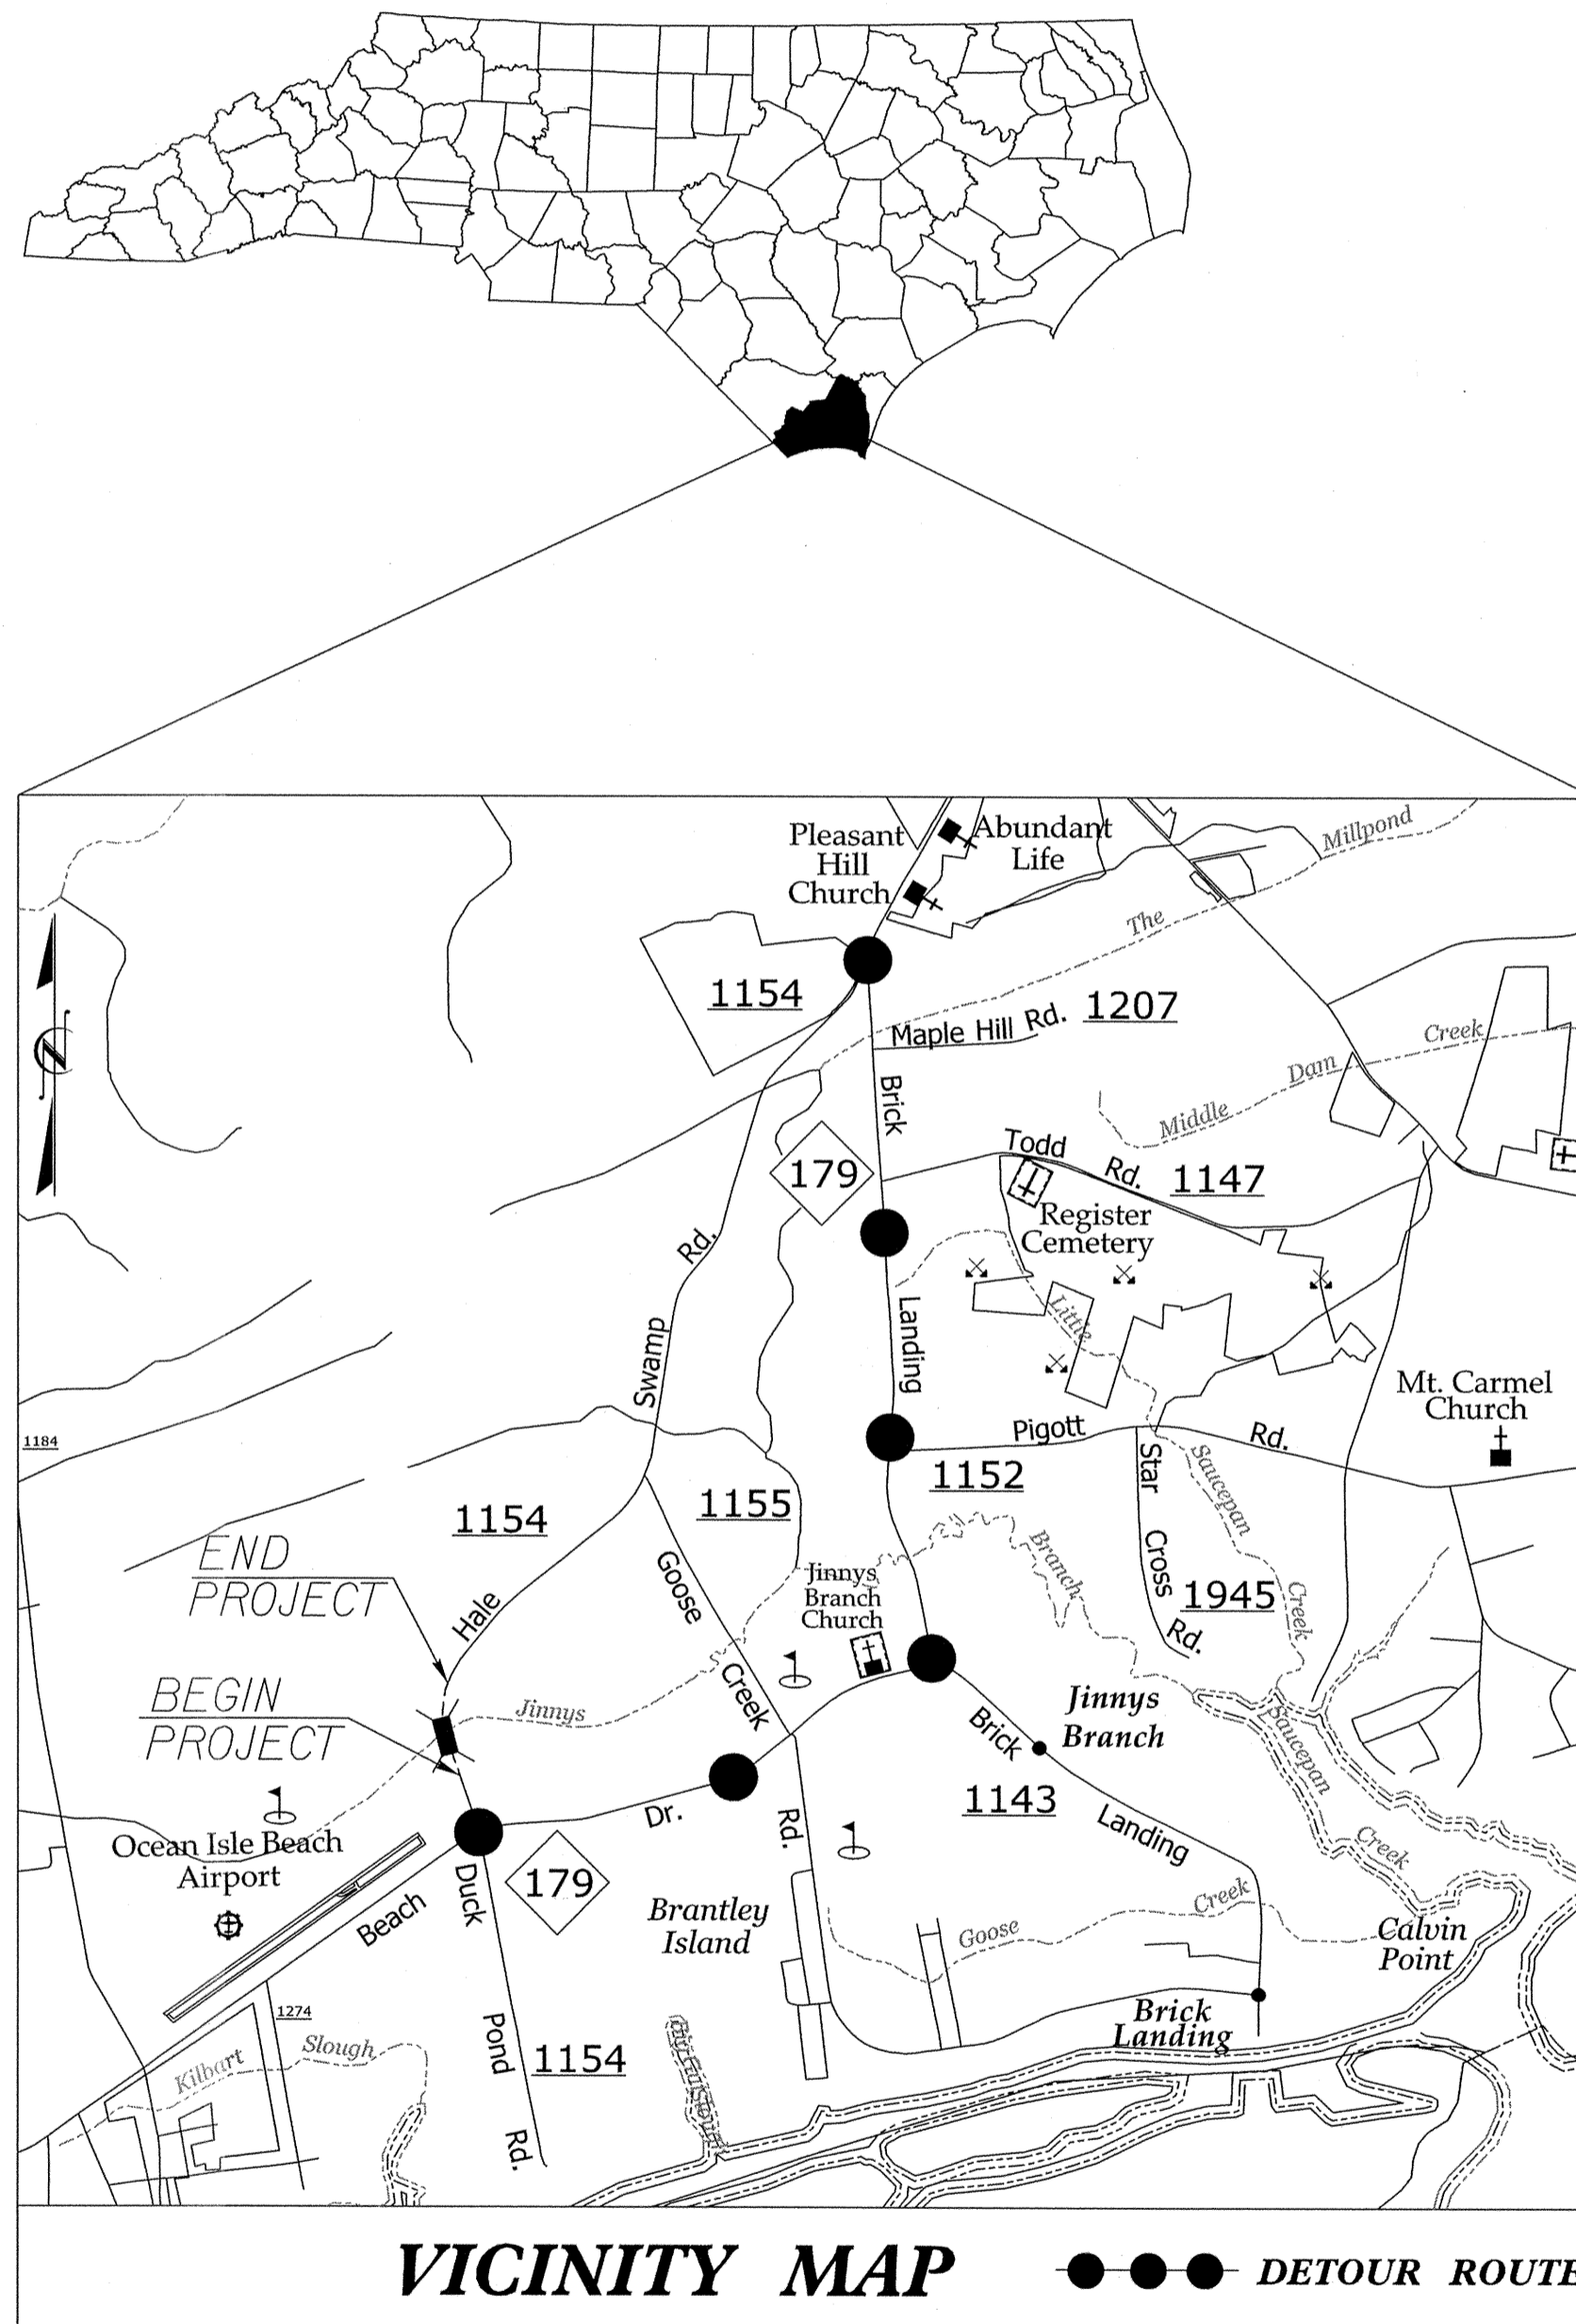 Pleasant
Hill
Church
Abundant
Life
Millpond
The
1154
Maple Hill Rd.
1207
Creek
Dam
Middle
Brick
Todd
Rd.
1147
179
Register
Cemetery
Rd.
Landing
Little
Swamp
Mt. Carmel
Church
Pigott
Rd.
1184
1152
Star
Cross
Rd.
Saucepan
Creek
1154
1155
END
PROJECT
Goose
Creek
Rd.
Jinnys
Branch
Church
Branch
1945
Hale
BEGIN
PROJECT
Jinnys
Jinnys
Branch
Brick
Landing
Saucepan
Creek
1143
Dr.
Ocean Isle Beach
Airport
Beach
Duck
Pond
Rd.
179
Brantley
Island
Goose
Creek
Calvin
Point
1274
Kilbart
Slough
1154
Brick
Landing
VICINITY MAP
DETOUR ROUTE